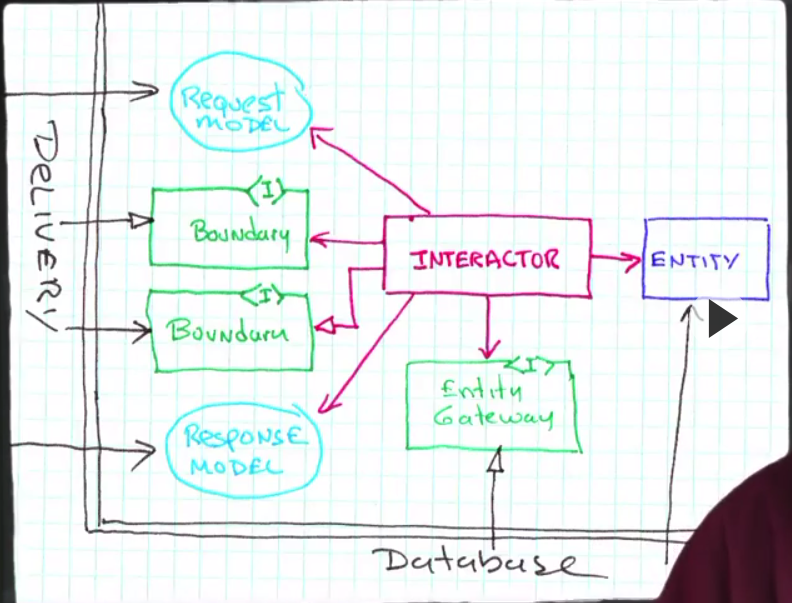 Request
MODEL
DELIVERY
<I>
Boundary
INTERACTOR
ENTITY
<I>
Boundary
<I>
Entity
Gateway
RESPONSE
MODEL
Database